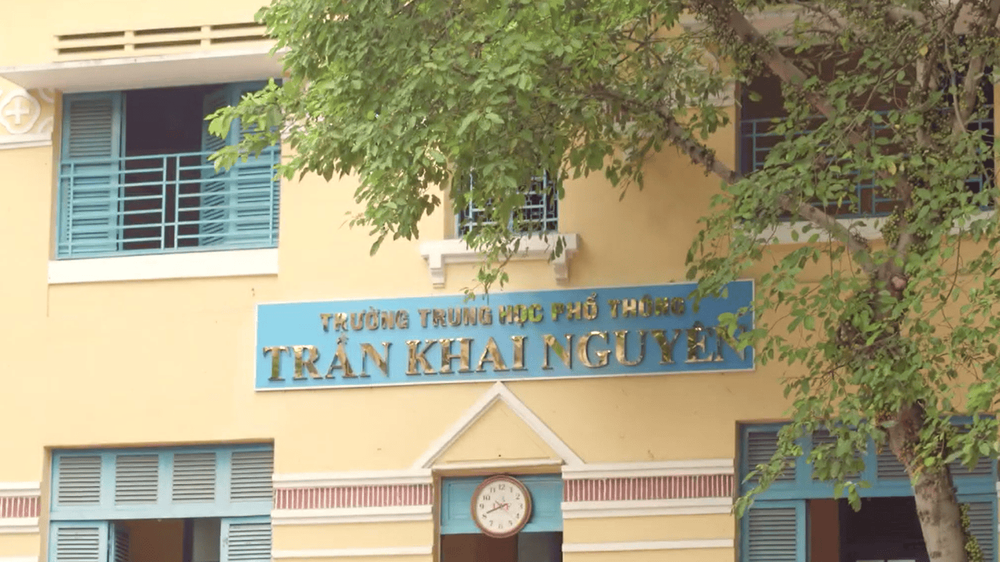 TRƯỜNG TRUNG HỌC PHỔ THÔNG
TRẦN KHAI NGUYÊN